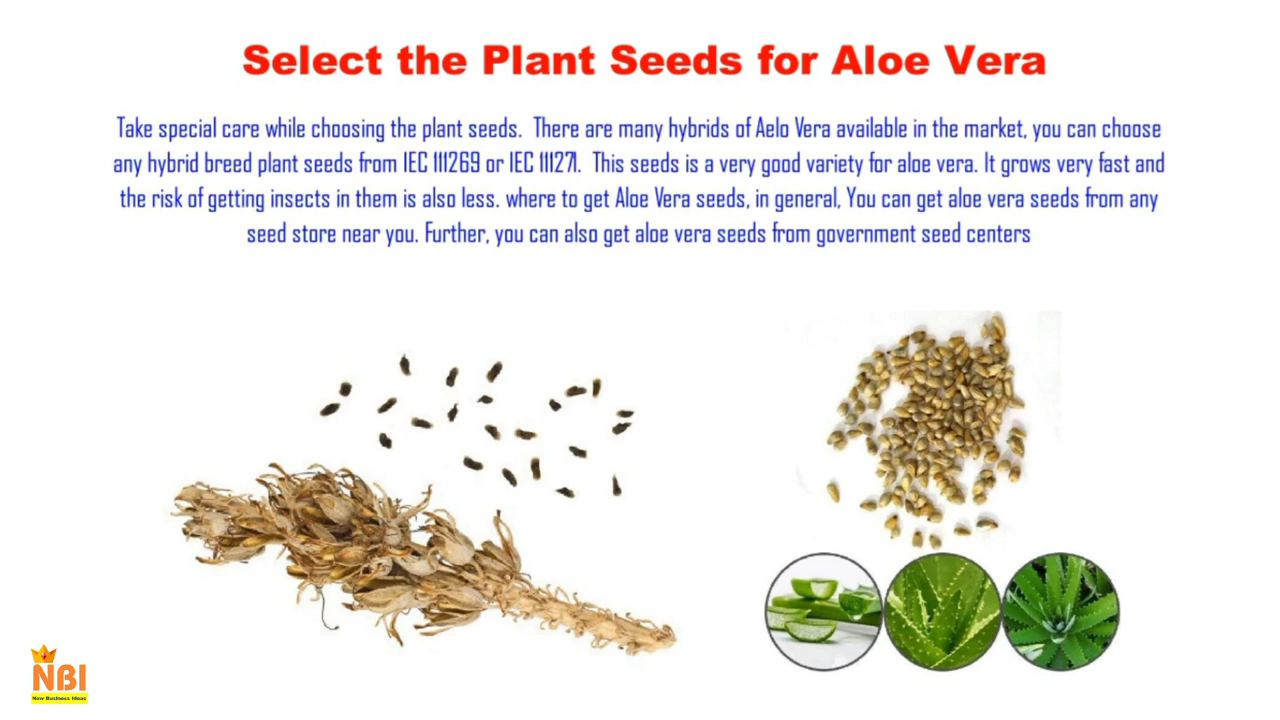 Select the Plant Seeds for Aloe Vera
Take special care while choosing the plant seeds. There are many hybrids of Aelo Vera available in the market, you can choose
any hybrid breed plant seeds from IEC 111269 or IEC 111271. This seeds is a very good variety for aloe vera. It grows very fast and
the risk of getting insects in them is also less. where to get Aloe Vera seeds, in general, You can get aloe vera seeds from any
seed store near you. Further, you can also get aloe vera seeds from government seed centers
NBI
New Business Ideas